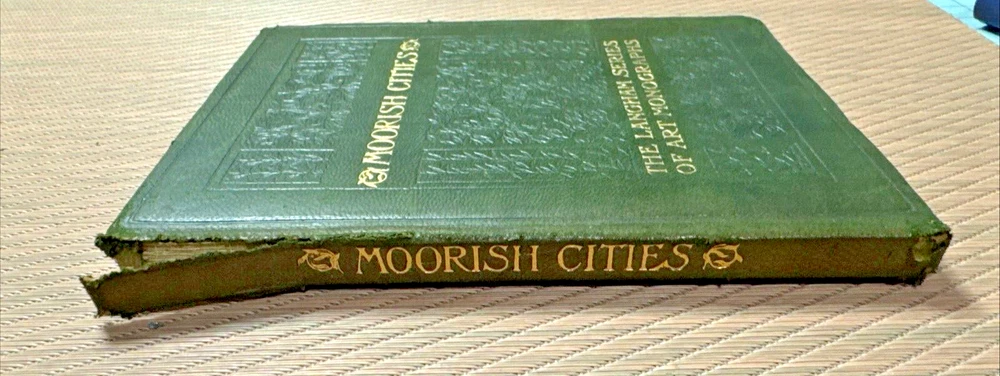 MOORISH CITIES
THE LANGHAM SERIES
OF ART MONOGRAPHS
MOORISH CITIES